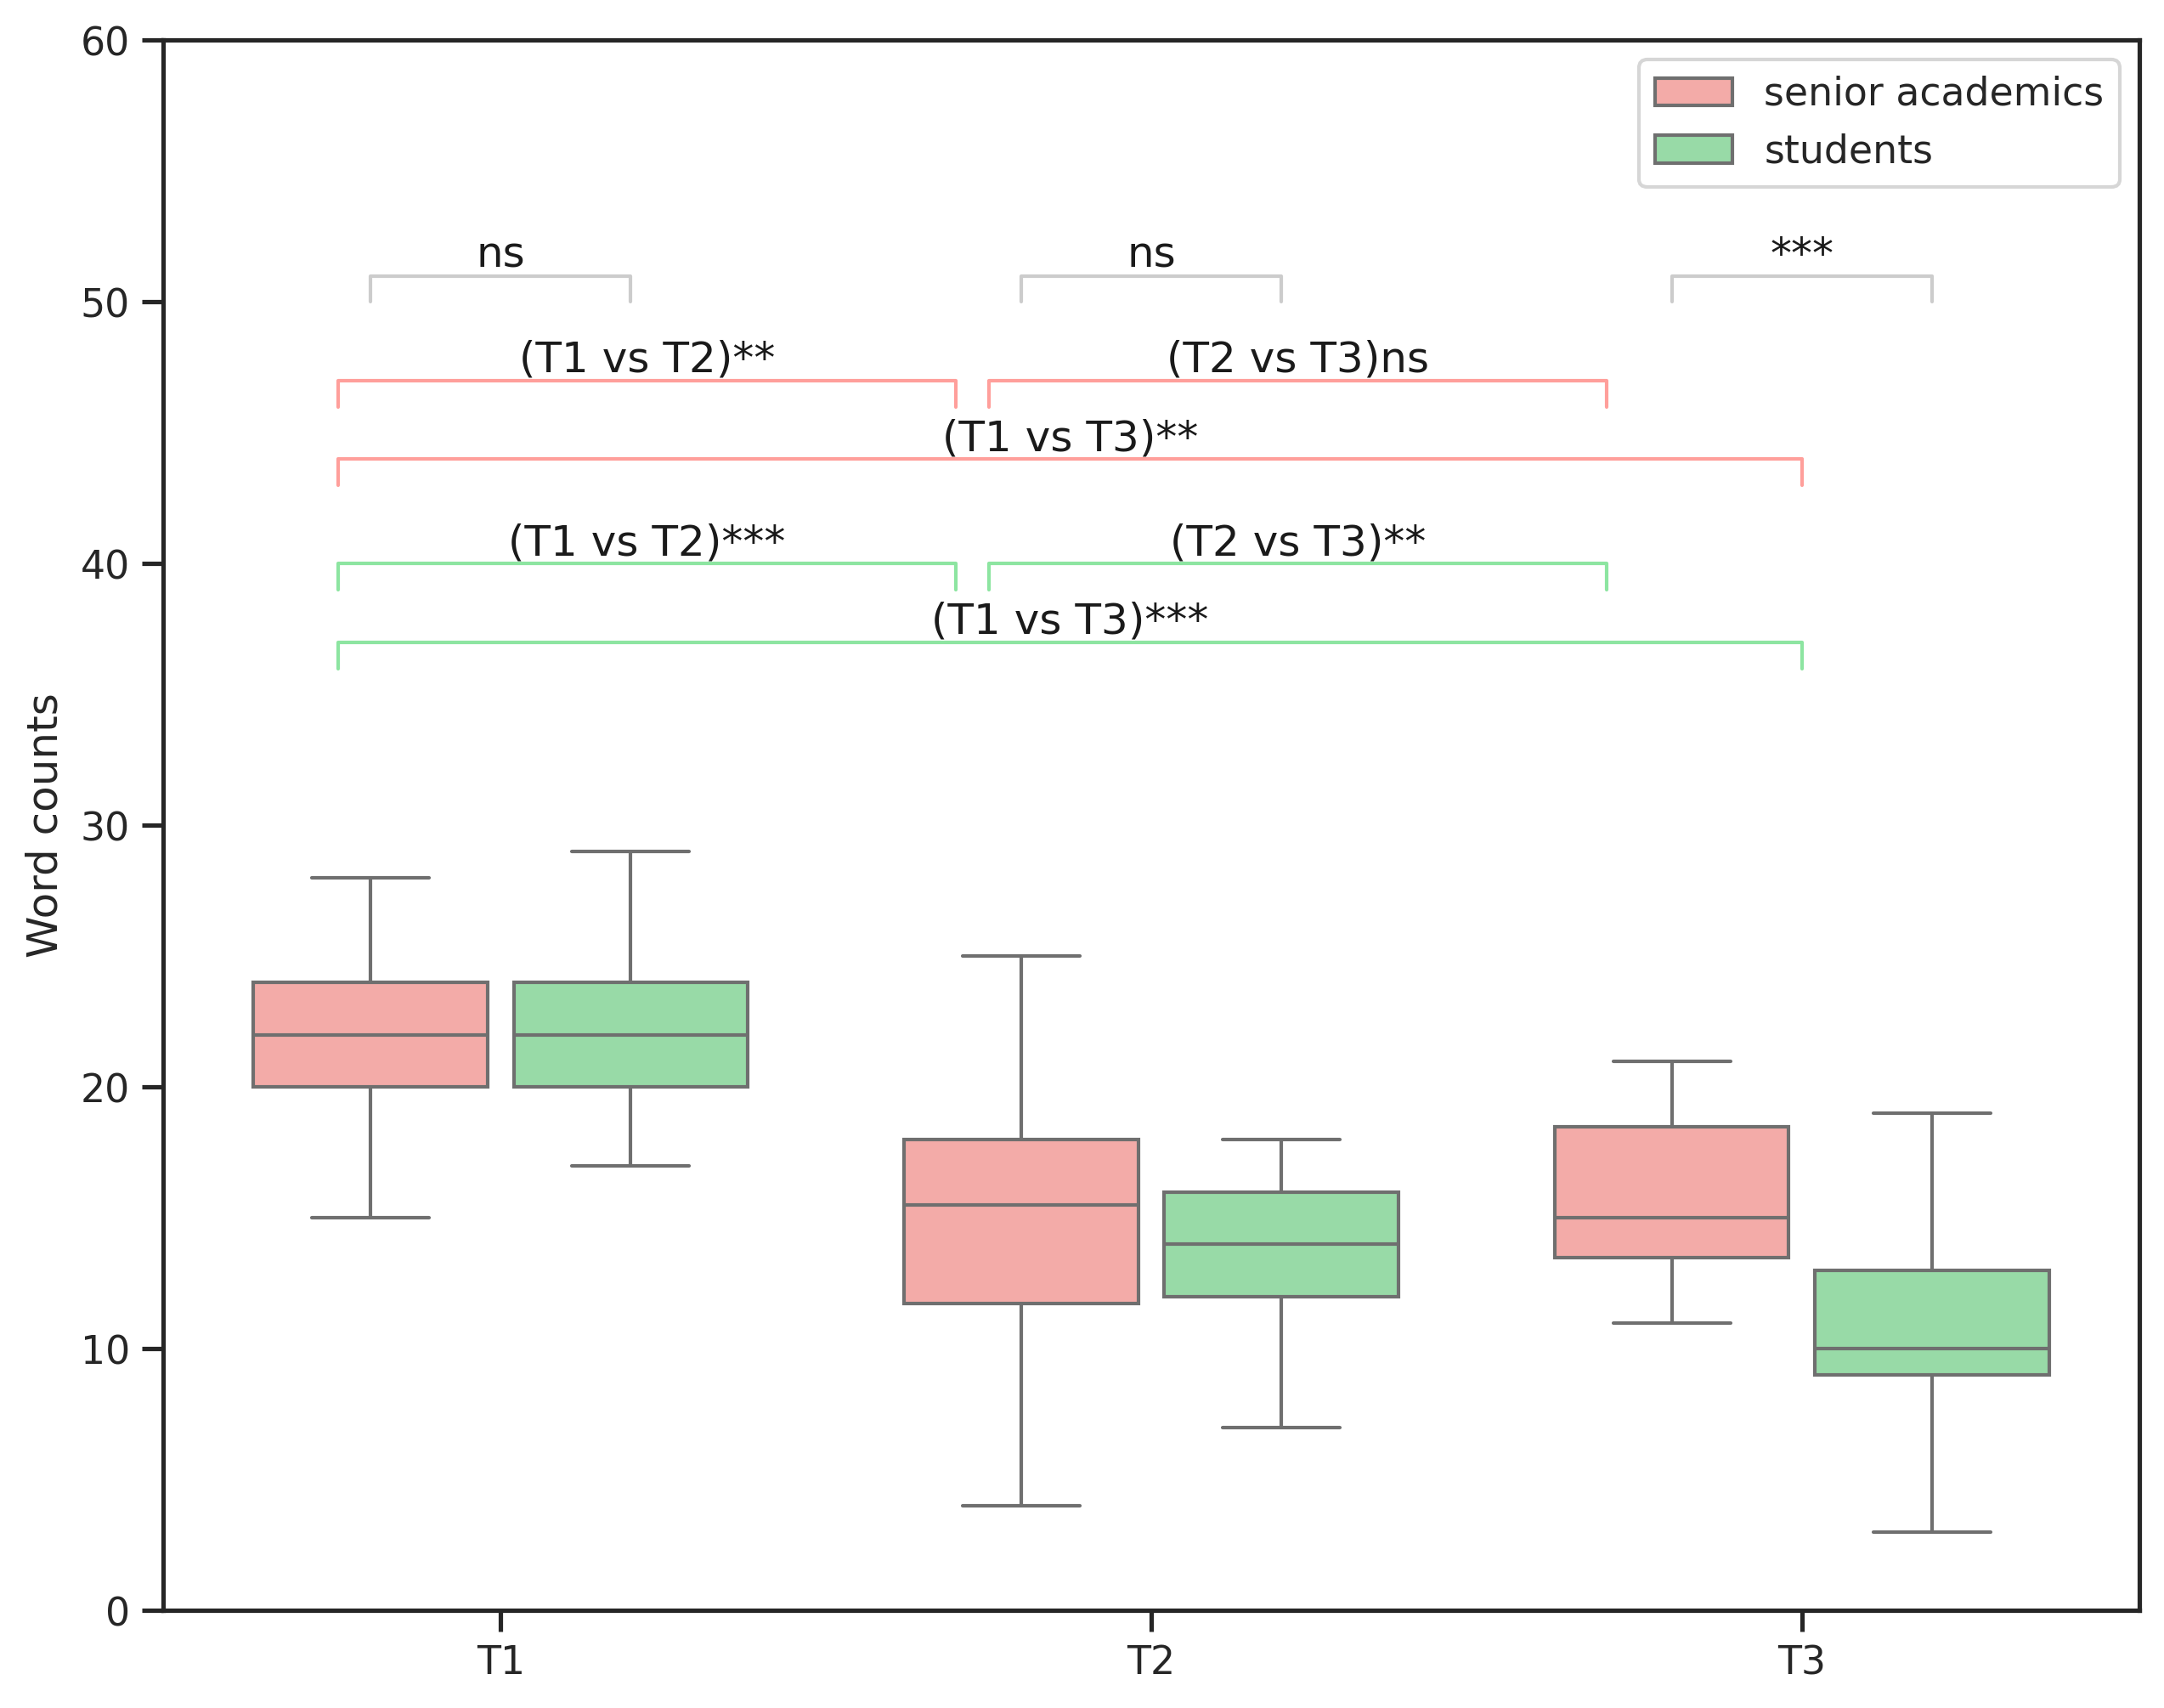 60
senior academics
students
ns
ns
***
50
(T1 vs T2)**
(T2 vs T3)ns
(T1 vs T3)**
(T1 vs T2)***
(T2 vs T3)**
40
(T1 vs T3)***
Word counts
30
20
10
0
T1
T2
T3